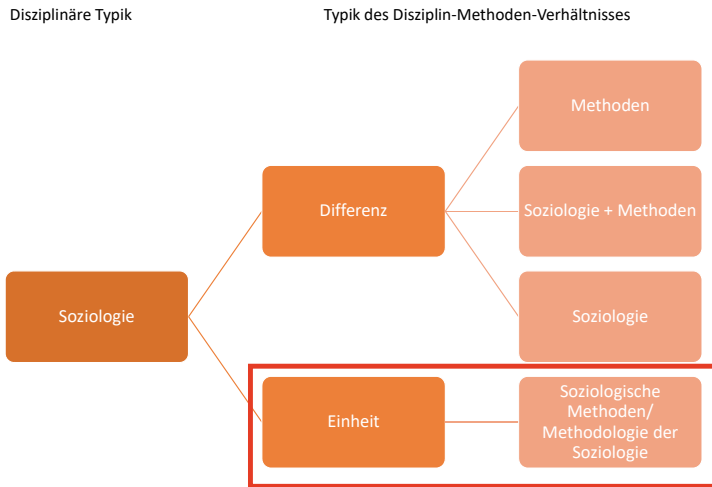 Disziplinäre Typik
Typik des Disziplin-Methoden-Verhältnisses
Methoden
Differenz
Soziologie + Methoden
Soziologie
Soziologie
Einheit
Soziologische
Methoden/
Methodologie der
Soziologie